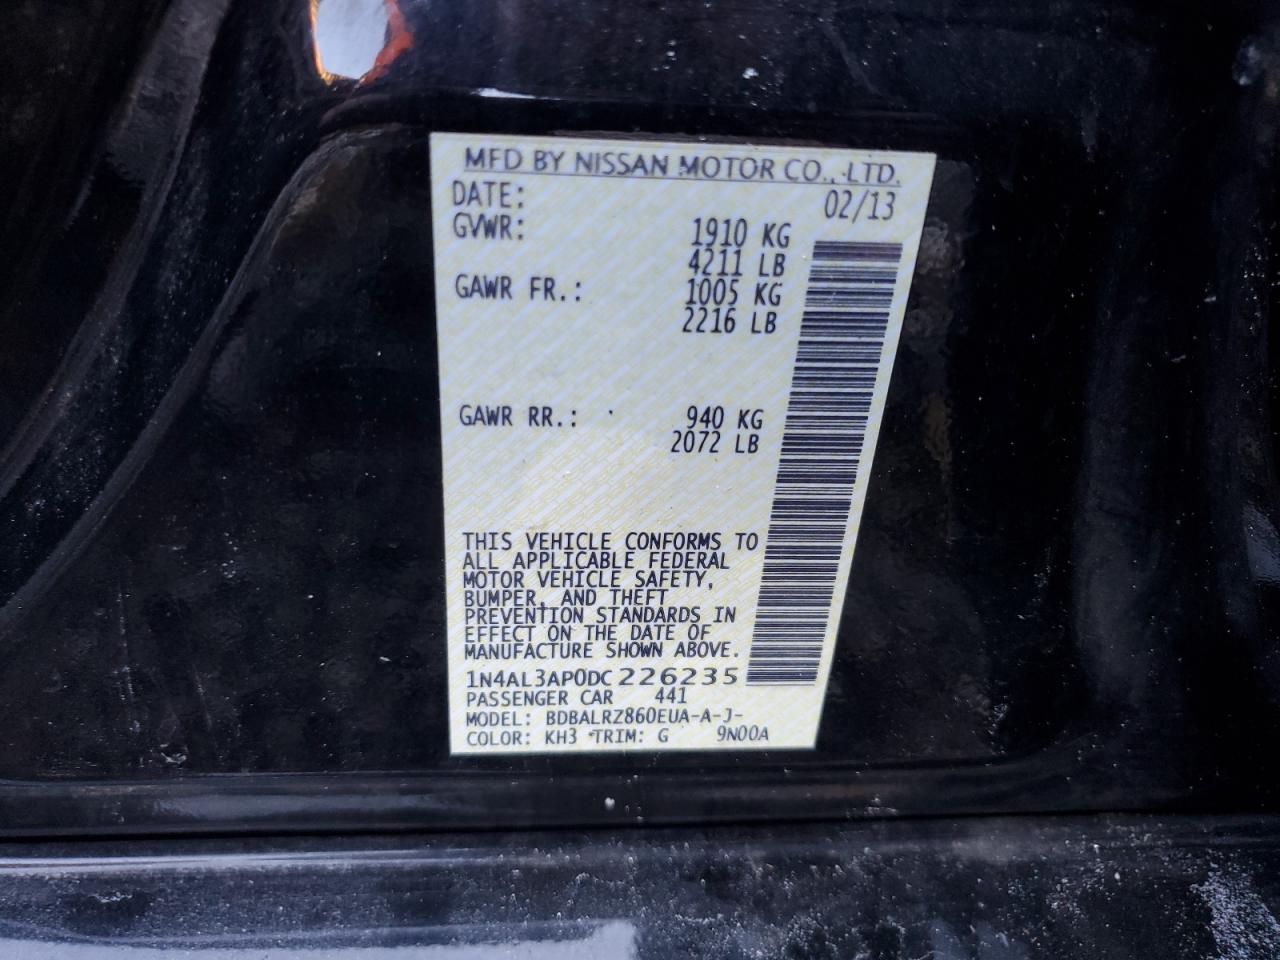 MFD BY NISSAN MOTOR CO., LTD.
DATE: 02/13
GVWR: 1910 KG
4211 LB
GAWR FR.: 1005 KG
2216 LB
GAWR RR.: 940 KG
2072 LB
THIS VEHICLE CONFORMS TO
ALL APPLICABLE FEDERAL
MOTOR VEHICLE SAFETY,
BUMPER, AND THEFT
PREVENTION STANDARDS IN
EFFECT ON THE DATE OF
MANUFACTURE SHOWN ABOVE.
1N4AL3AP0DC226235
PASSENGER CAR 441
MODEL: BDBALRZ860EUA-A-J-
COLOR: KH3 TRIM: G 9N00A